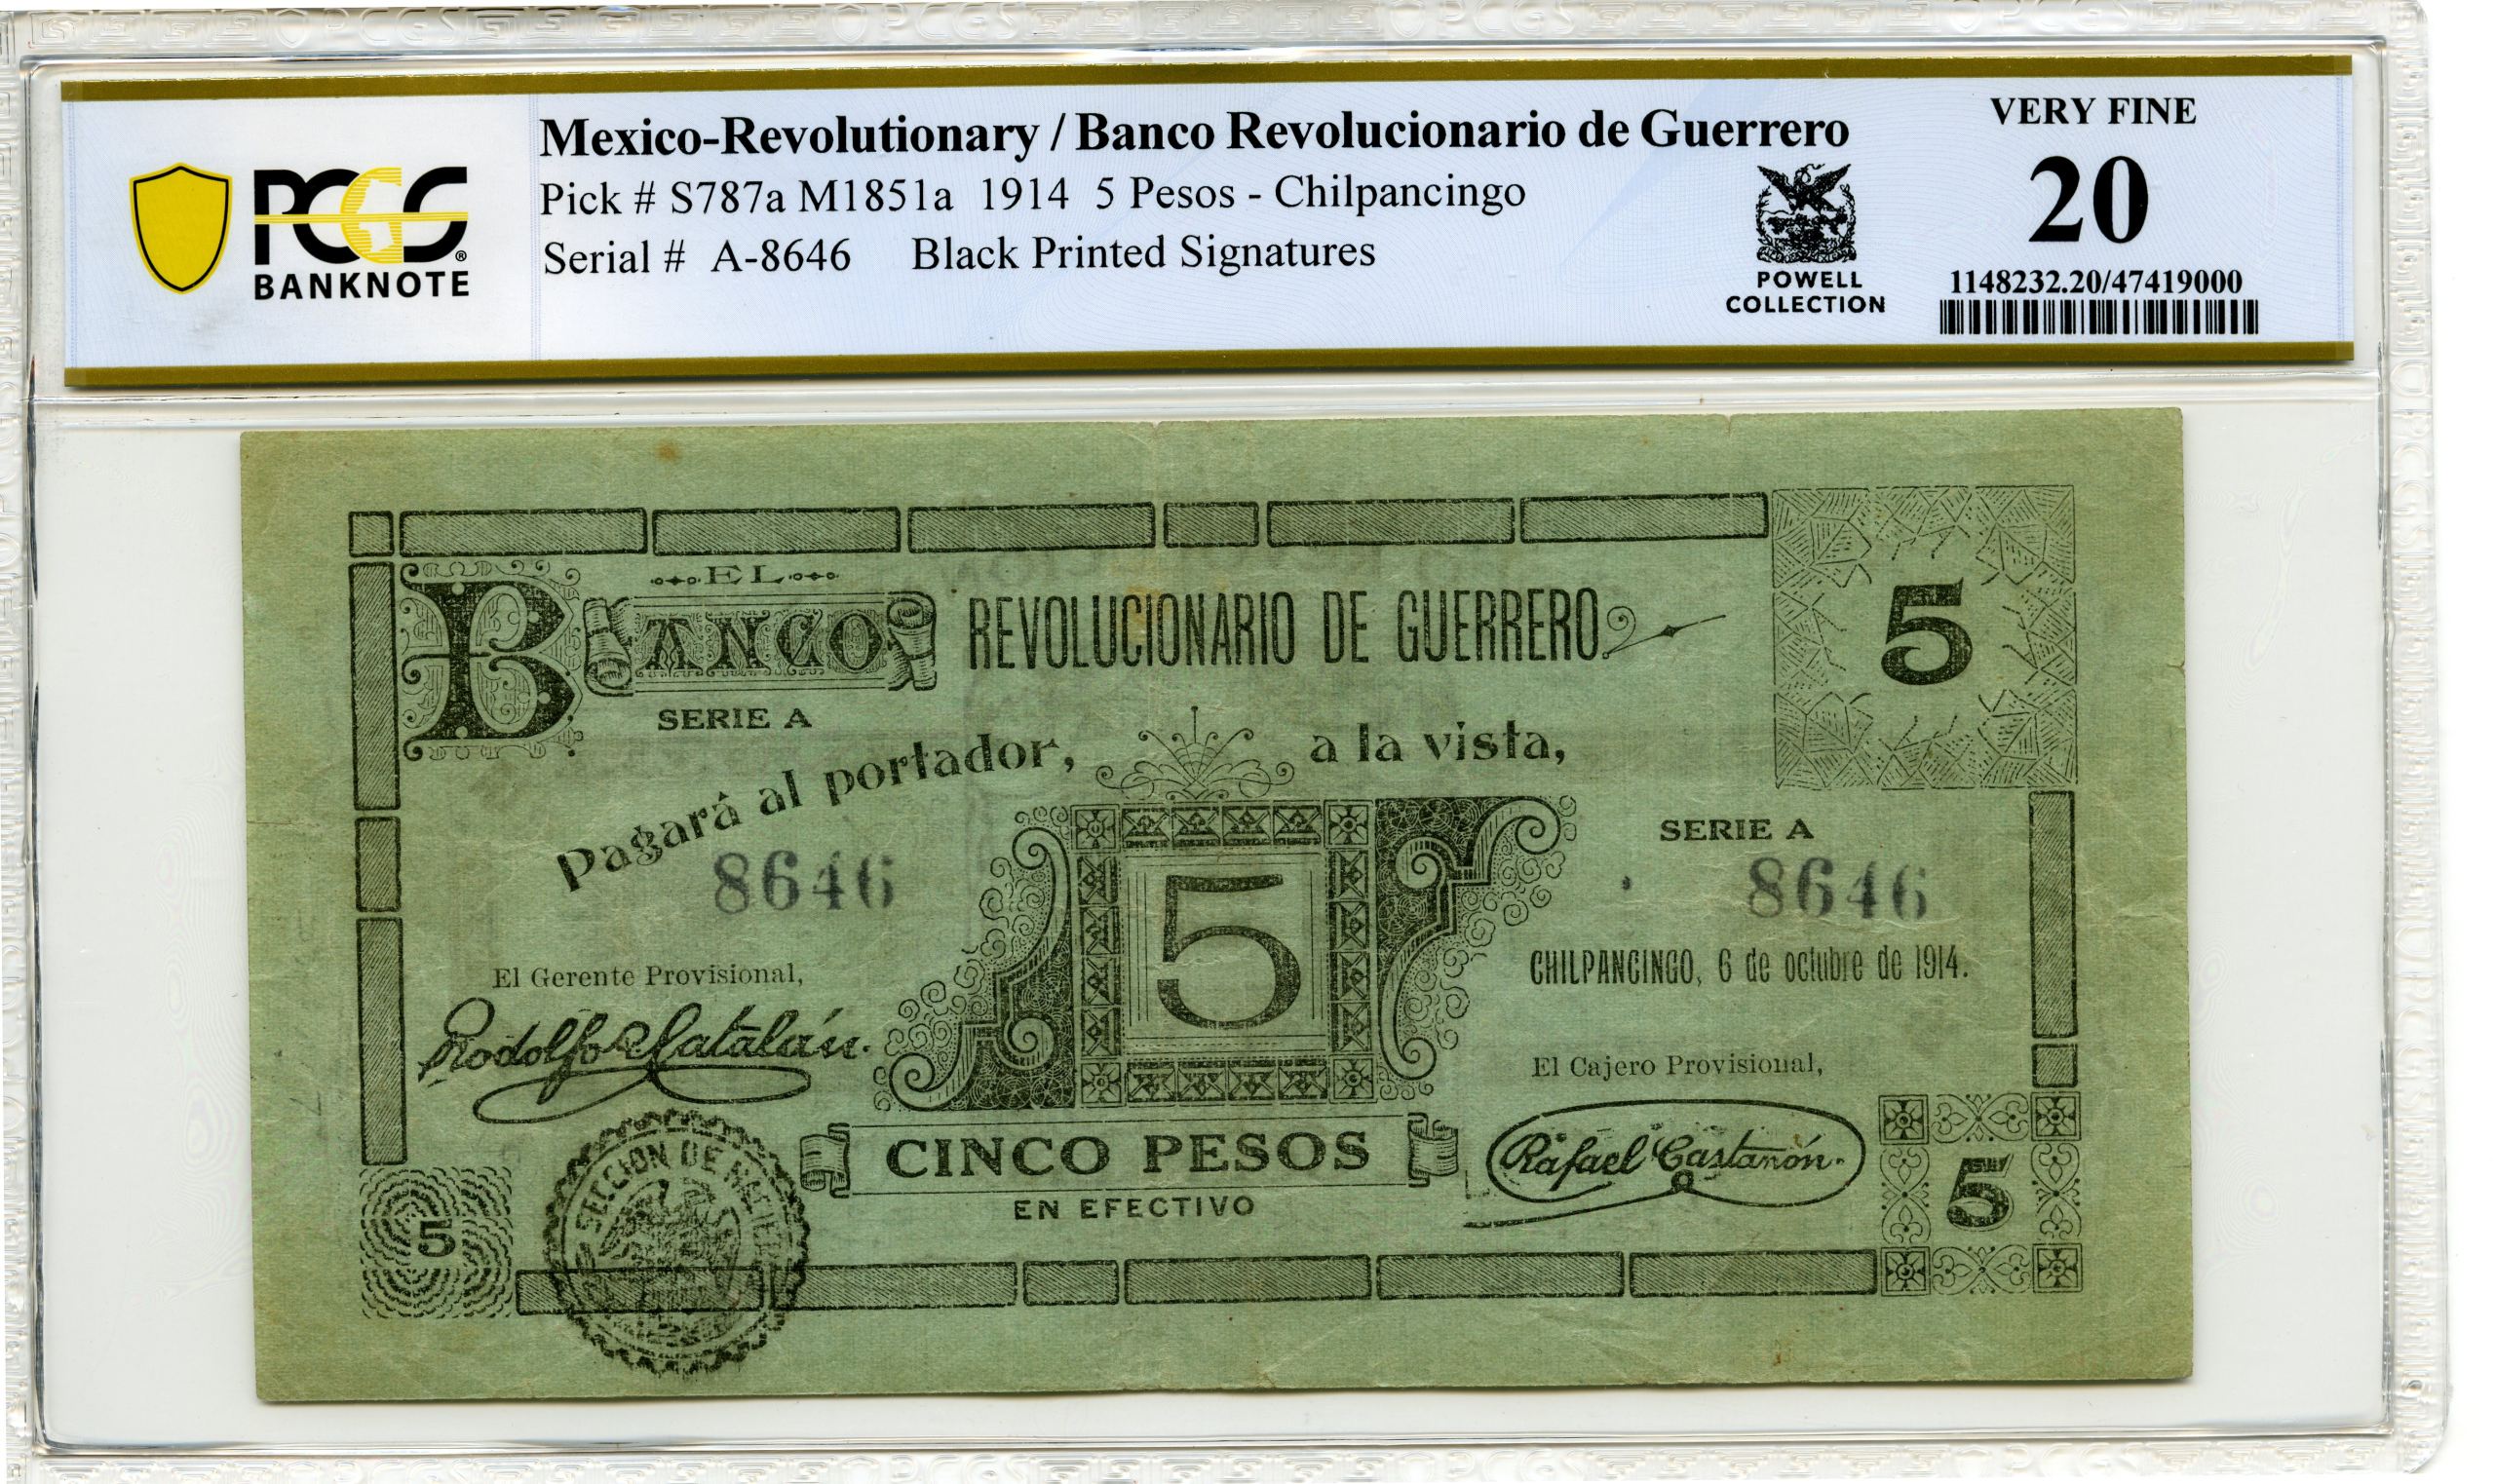 Mexico-Revolutionary / Banco Revolucionario de Guerrero
Pick # S787a M1851a 1914 5 Pesos - Chilpancingo
Serial # A-8646 Black Printed Signatures
PCGS
BANKNOTE
POWELL
COLLECTION
VERY FINE
20
1148232.20/47419000
EL
BANCO REVOLUCIONARIO DE GUERRERO
5
SERIE A
Pagará al portador, a la vista,
SERIE A
8646
8646
5
CHILPANCINGO, 6 de octubre de 1914.
El Gerente Provisional,
Rodolfo Catalán.
El Cajero Provisional,
Rafael Castañón.
CINCO PESOS
EN EFECTIVO
SECCION DE
5
5